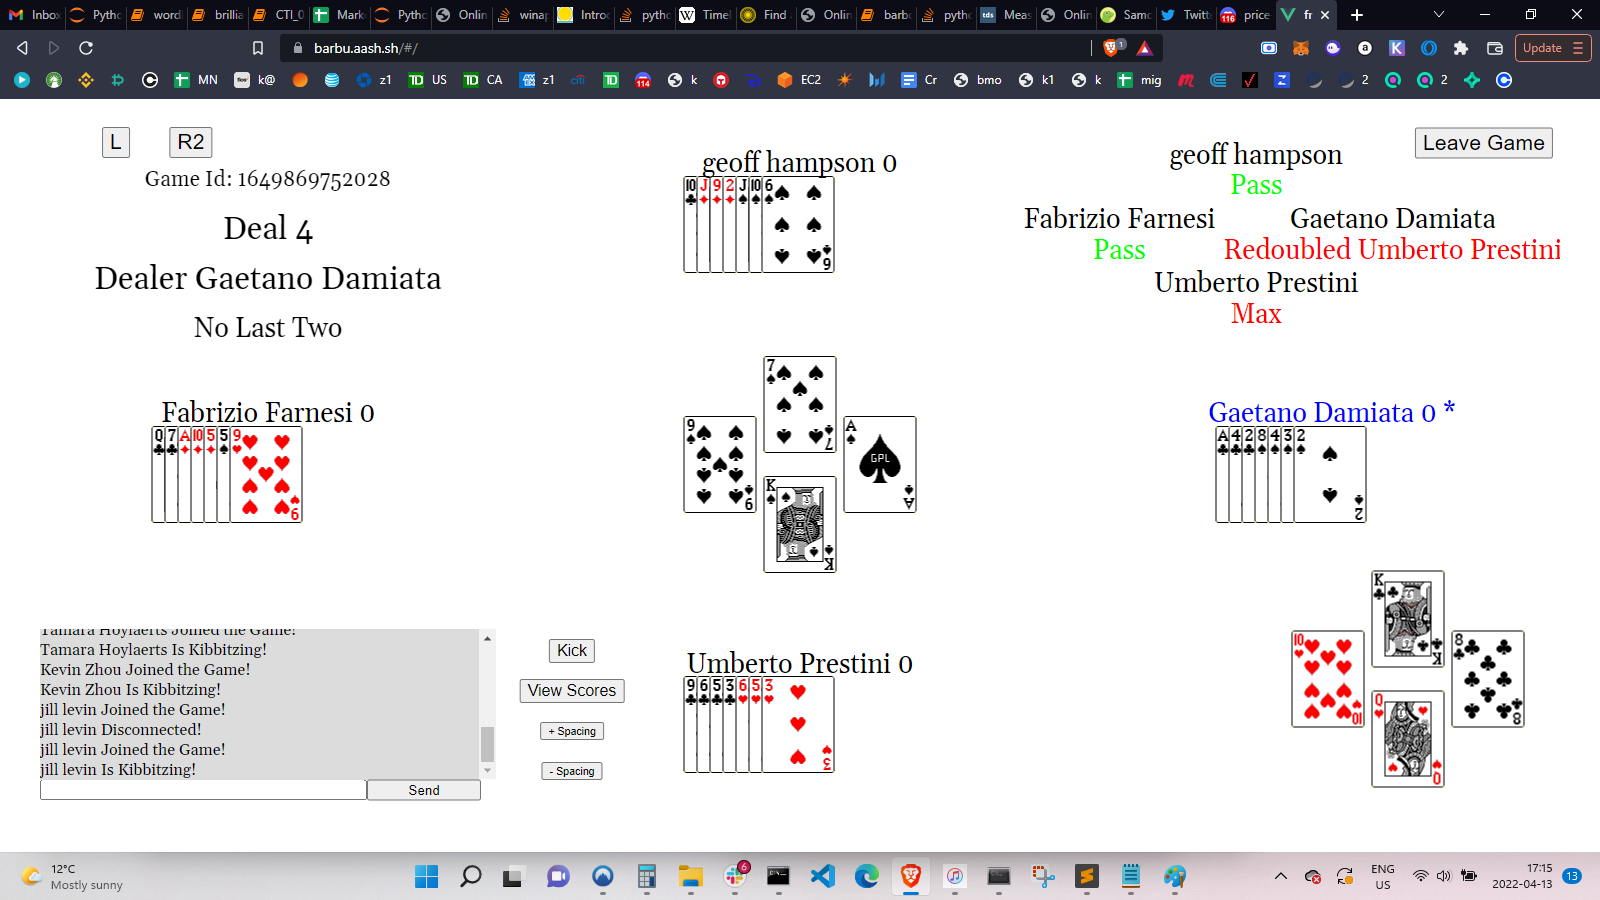 Inbox
Pytho
word
brillia
CTI_0
Mark
Pytho
Onlin
winap
Introd
pytho
Timel
Find
Onlin
barbu
pytho
Meas
Onlin
Samo
Twitt
price
fr
barbu.aash.sh/#/
Update
MN
k@
z1
US
CA
z1
k
EC2
Cr
bmo
k1
k
mig
2
2
L
R2
Leave Game
Game Id: 1649869752028
Deal 4
Dealer Gaetano Damiata
No Last Two
geoff hampson 0
geoff hampson
Pass
Fabrizio Farnesi
Gaetano Damiata
Pass
Redoubled Umberto Prestini
Umberto Prestini
Max
Fabrizio Farnesi 0
Gaetano Damiata 0 *
Umberto Prestini 0
GPL
Tamara Hoylaerts Joined the Game!
Tamara Hoylaerts Is Kibbitzing!
Kevin Zhou Joined the Game!
Kevin Zhou Is Kibbitzing!
jill levin Joined the Game!
jill levin Disconnected!
jill levin Joined the Game!
jill levin Is Kibbitzing!
Send
Kick
View Scores
+ Spacing
- Spacing
12°C
Mostly sunny
ENG
US
17:15
2022-04-13
13